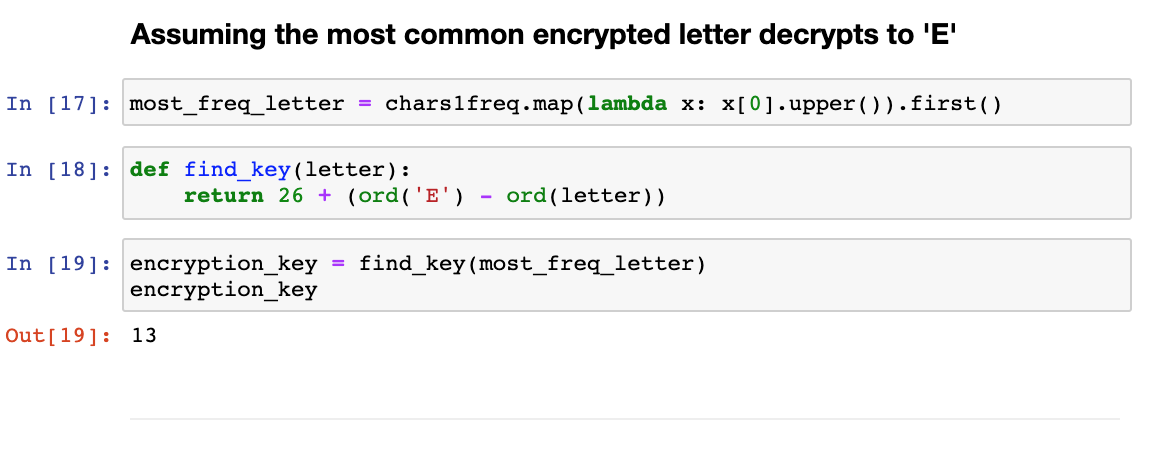 Assuming the most common encrypted letter decrypts to 'E'
In [17]: most_freq_letter = chars1freq.map(lambda x: x[0].upper()).first()
In [18]: def find_key(letter):
    return 26 + (ord('E') - ord(letter))
In [19]: encryption_key = find_key(most_freq_letter)
encryption_key
Out[19]: 13